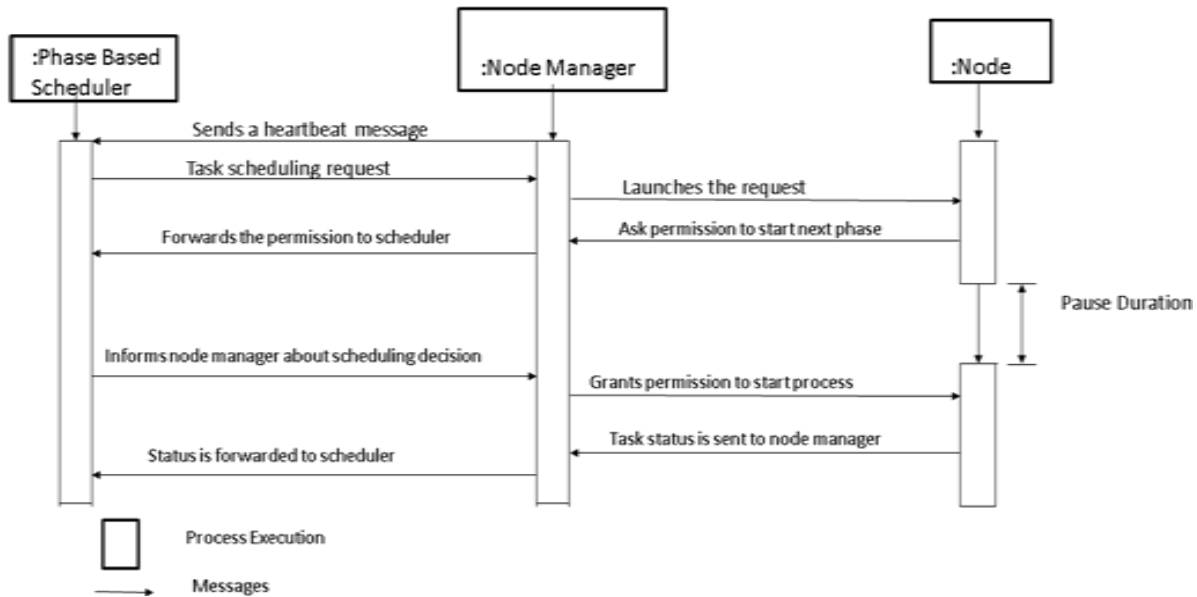 :Phase Based
Scheduler
:Node Manager
:Node
Sends a heartbeat message
Task scheduling request
Launches the request
Ask permission to start next phase
Forwards the permission to scheduler
Pause Duration
Informs node manager about scheduling decision
Grants permission to start process
Task status is sent to node manager
Status is forwarded to scheduler
Process Execution
Messages